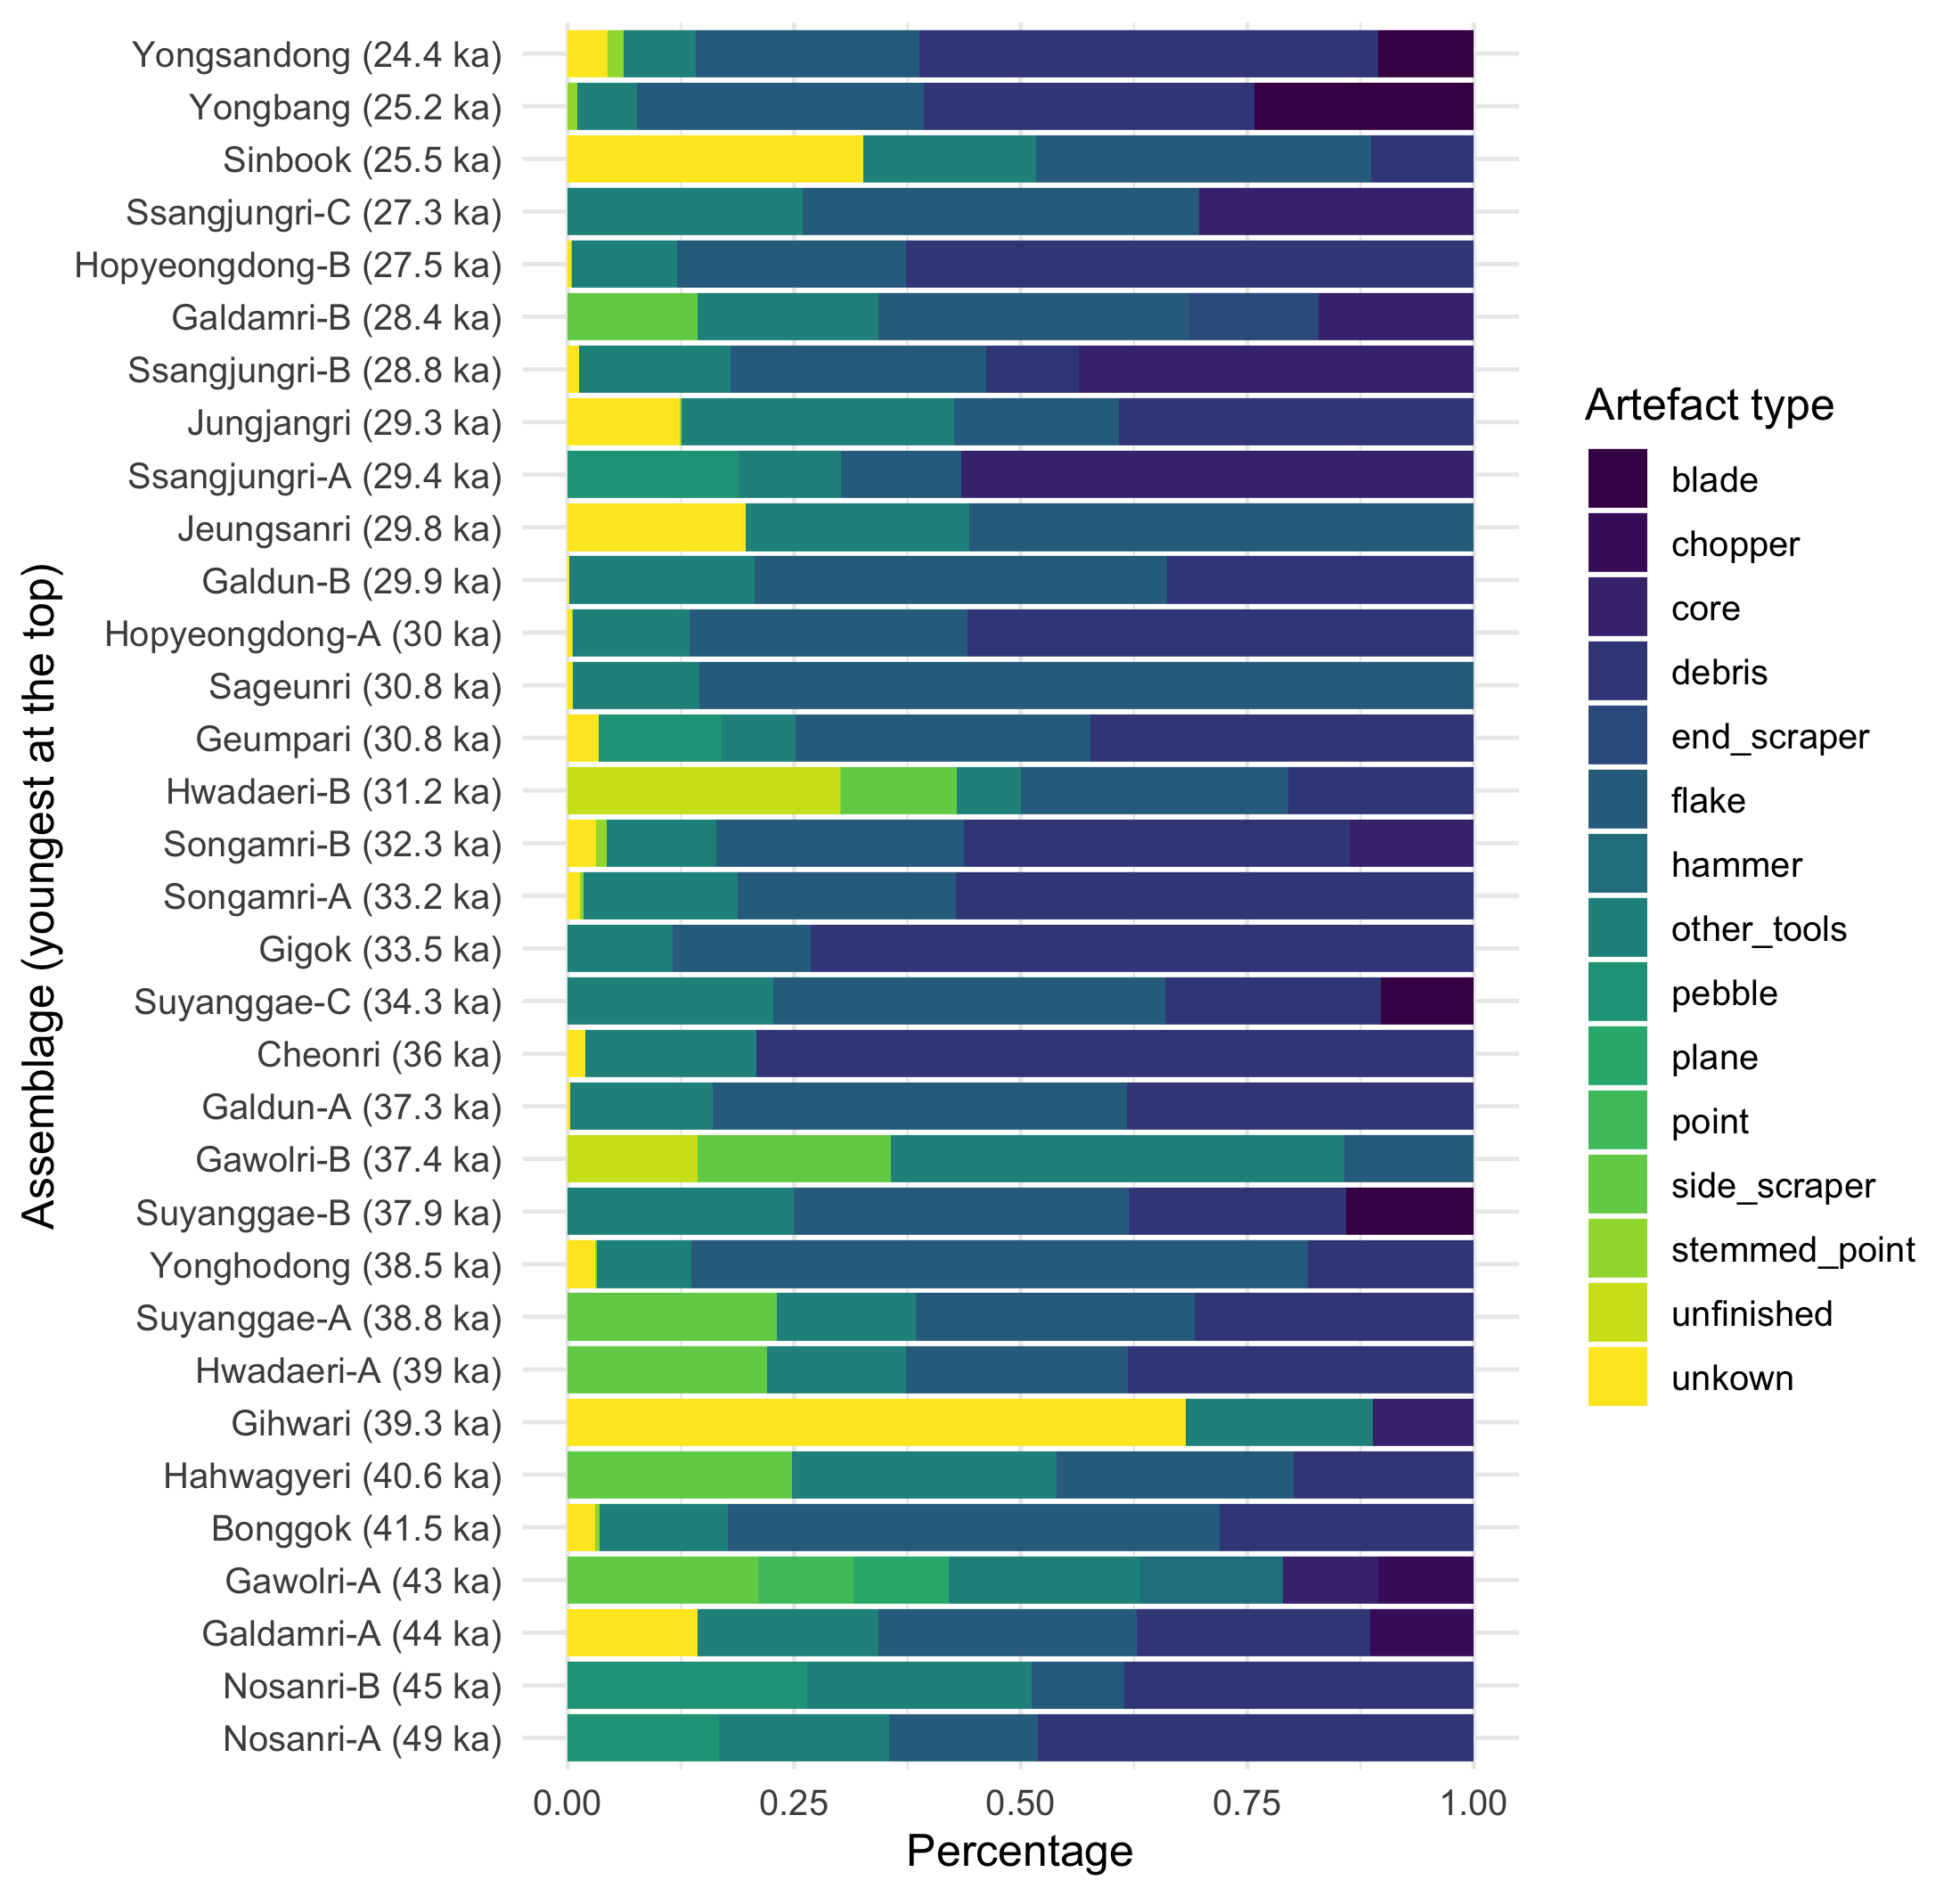 Assemblage (youngest at the top)
Yongsandong (24.4 ka)
Yongbang (25.2 ka)
Sinbook (25.5 ka)
Ssangjungri-C (27.3 ka)
Hopyeongdong-B (27.5 ka)
Galdamri-B (28.4 ka)
Ssangjungri-B (28.8 ka)
Jungjangri (29.3 ka)
Ssangjungri-A (29.4 ka)
Jeungsanri (29.8 ka)
Galdun-B (29.9 ka)
Hopyeongdong-A (30 ka)
Sageunri (30.8 ka)
Geumpari (30.8 ka)
Hwadaeri-B (31.2 ka)
Songamri-B (32.3 ka)
Songamri-A (33.2 ka)
Gigok (33.5 ka)
Suyanggae-C (34.3 ka)
Cheonri (36 ka)
Galdun-A (37.3 ka)
Gawolri-B (37.4 ka)
Suyanggae-B (37.9 ka)
Yonghodong (38.5 ka)
Suyanggae-A (38.8 ka)
Hwadaeri-A (39 ka)
Gihwari (39.3 ka)
Hahwagyeri (40.6 ka)
Bonggok (41.5 ka)
Gawolri-A (43 ka)
Galdamri-A (44 ka)
Nosanri-B (45 ka)
Nosanri-A (49 ka)
0.00 0.25 0.50 0.75 1.00
Percentage
Artefact type
blade
chopper
core
debris
end_scraper
flake
hammer
other_tools
pebble
plane
point
side_scraper
stemmed_point
unfinished
unkown